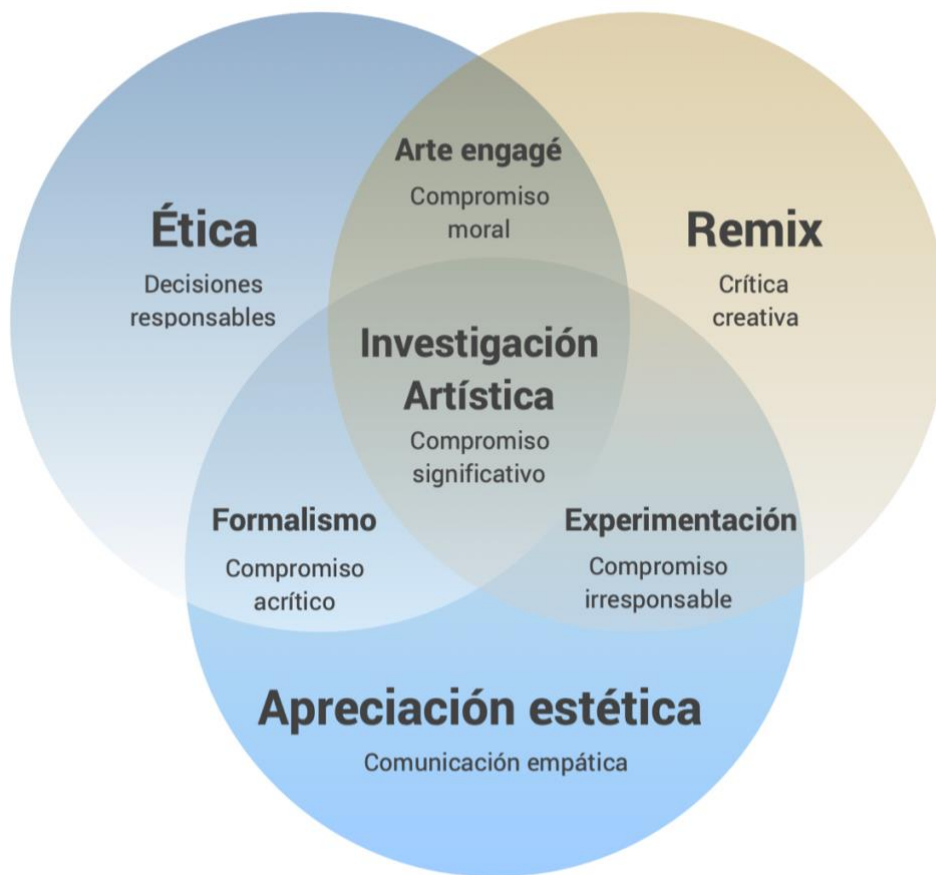 Arte engagé
Compromiso
moral
Ética
Decisiones
responsables
Remix
Crítica
creativa
Investigación
Artística
Compromiso
significativo
Formalismo
Compromiso
acrítico
Experimentación
Compromiso
irresponsable
Apreciación estética
Comunicación empática